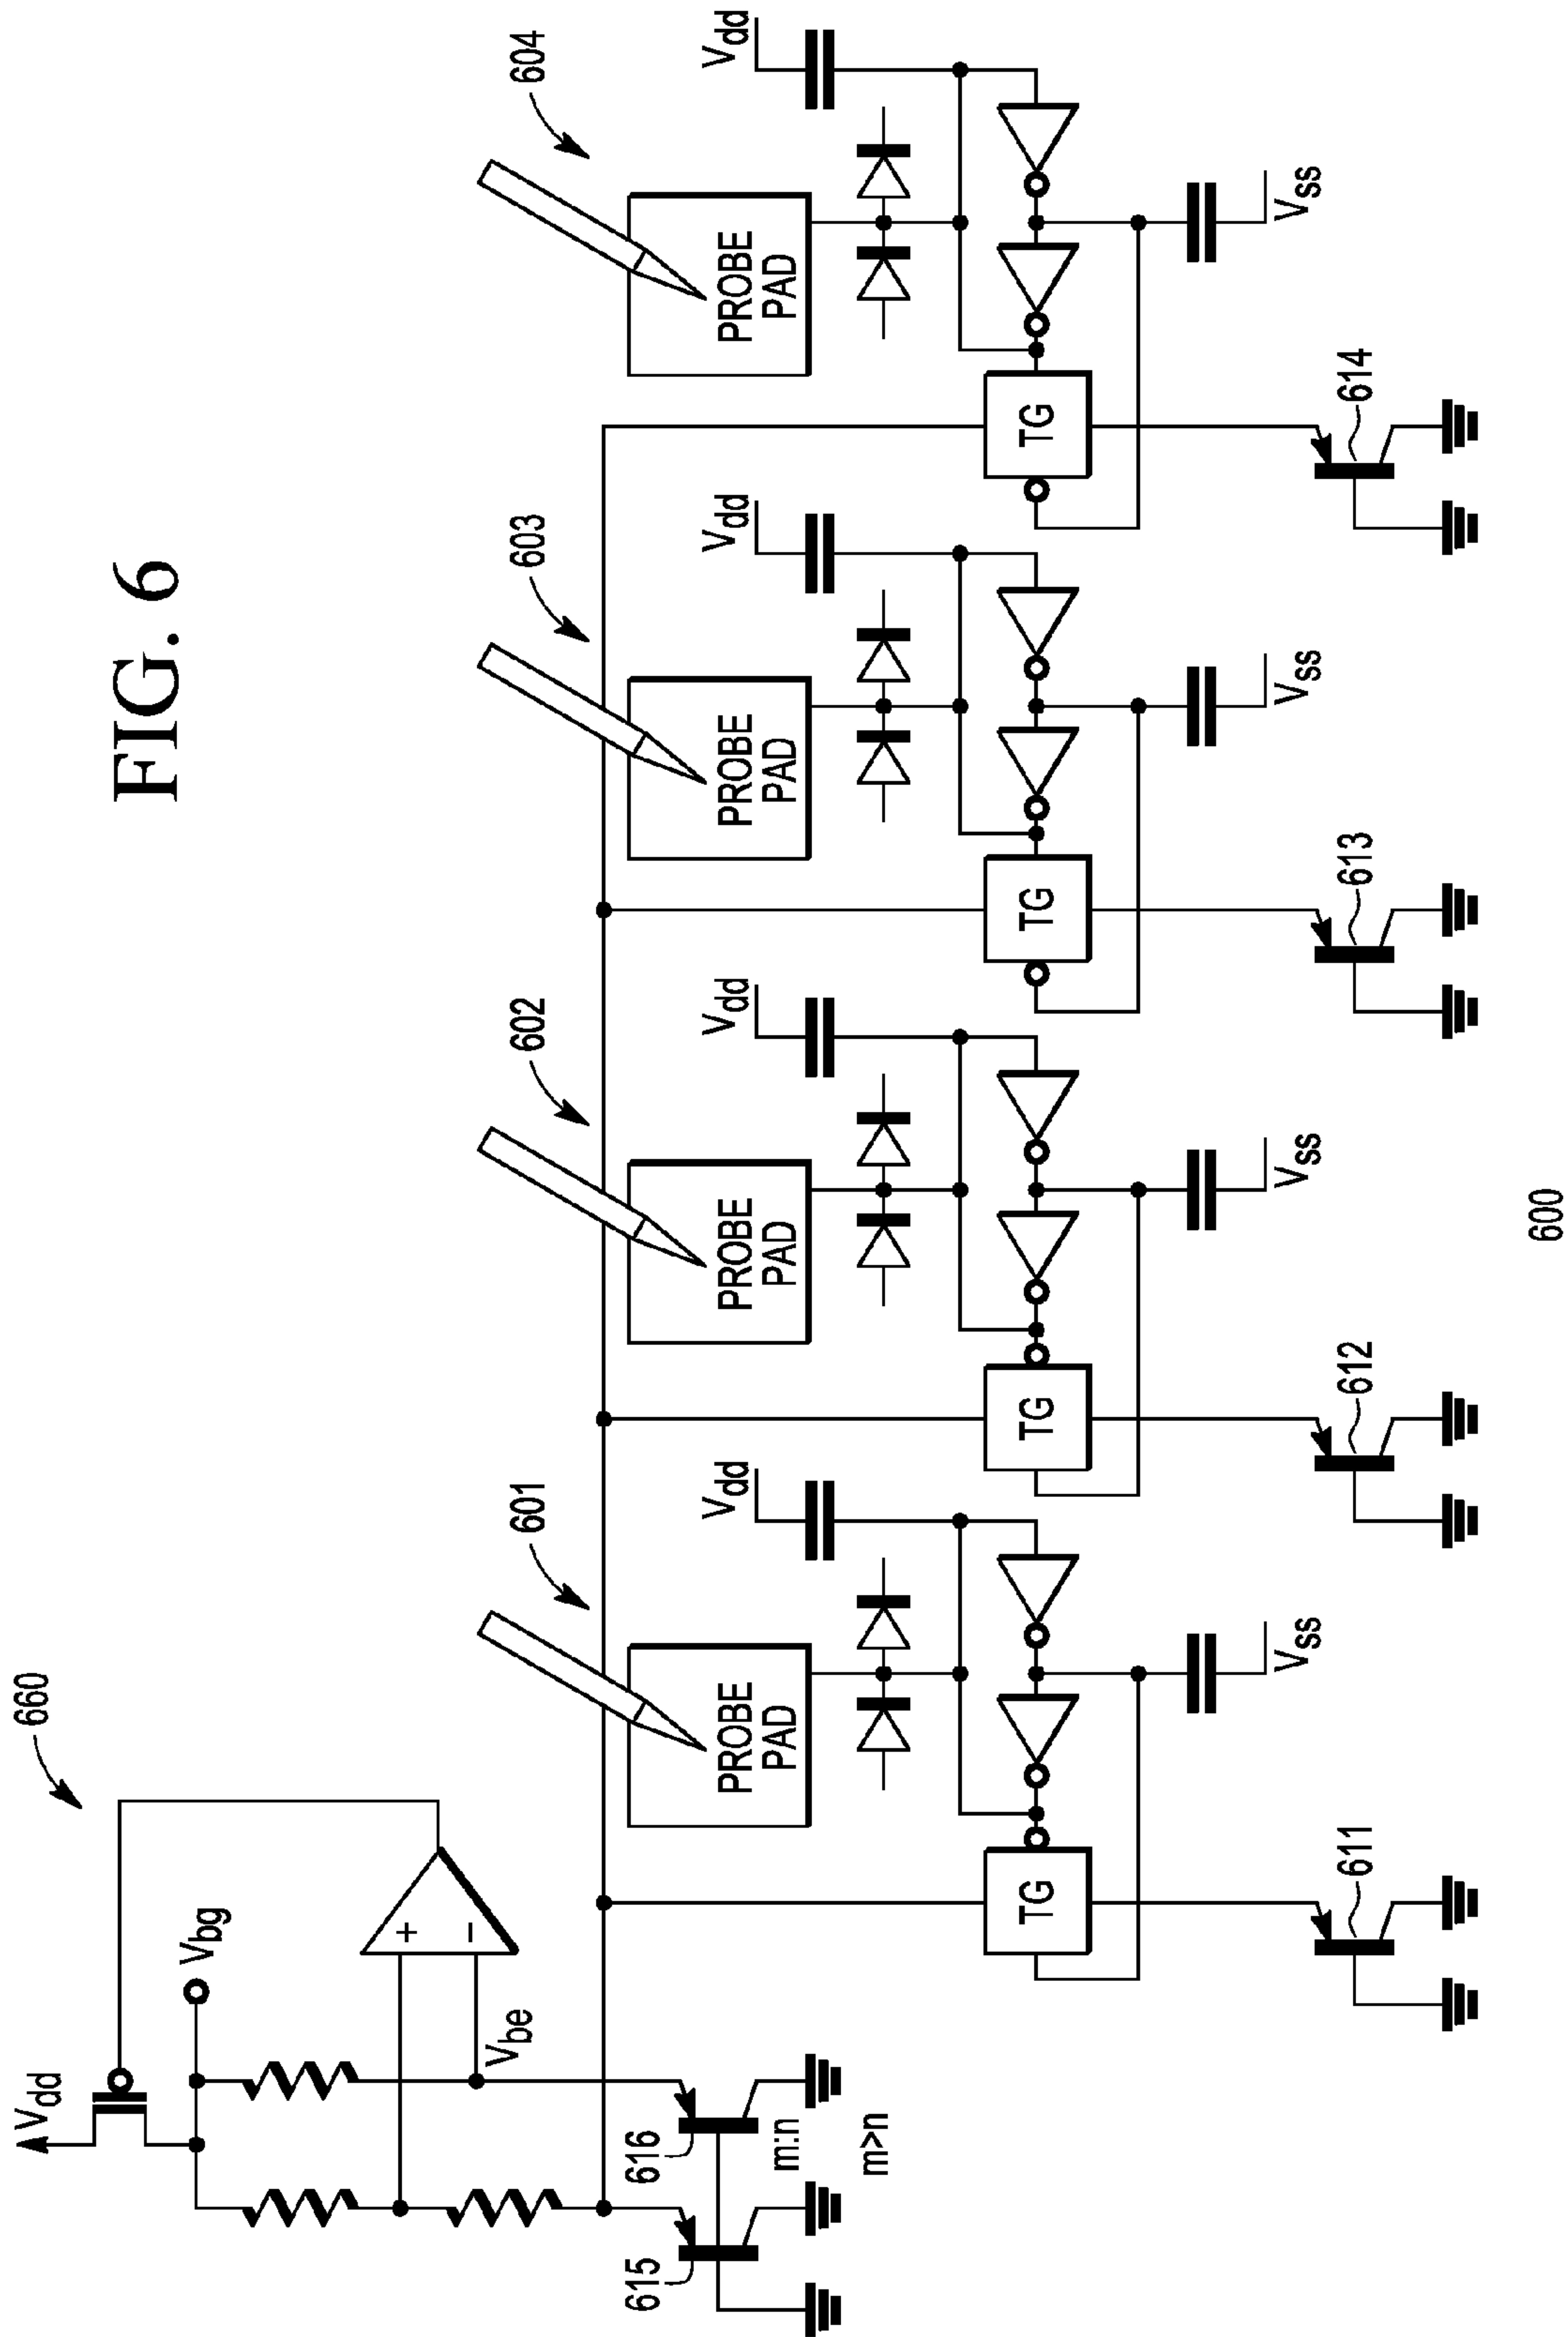 FIG. 6
660
Vdd
Vbg
+
−
Vbe
615
616
m:n
m>n
601
602
603
604
PROBE
PAD
PROBE
PAD
PROBE
PAD
PROBE
PAD
Vdd
Vdd
Vdd
Vdd
TG
TG
TG
TG
Vss
Vss
Vss
Vss
611
612
613
614
600